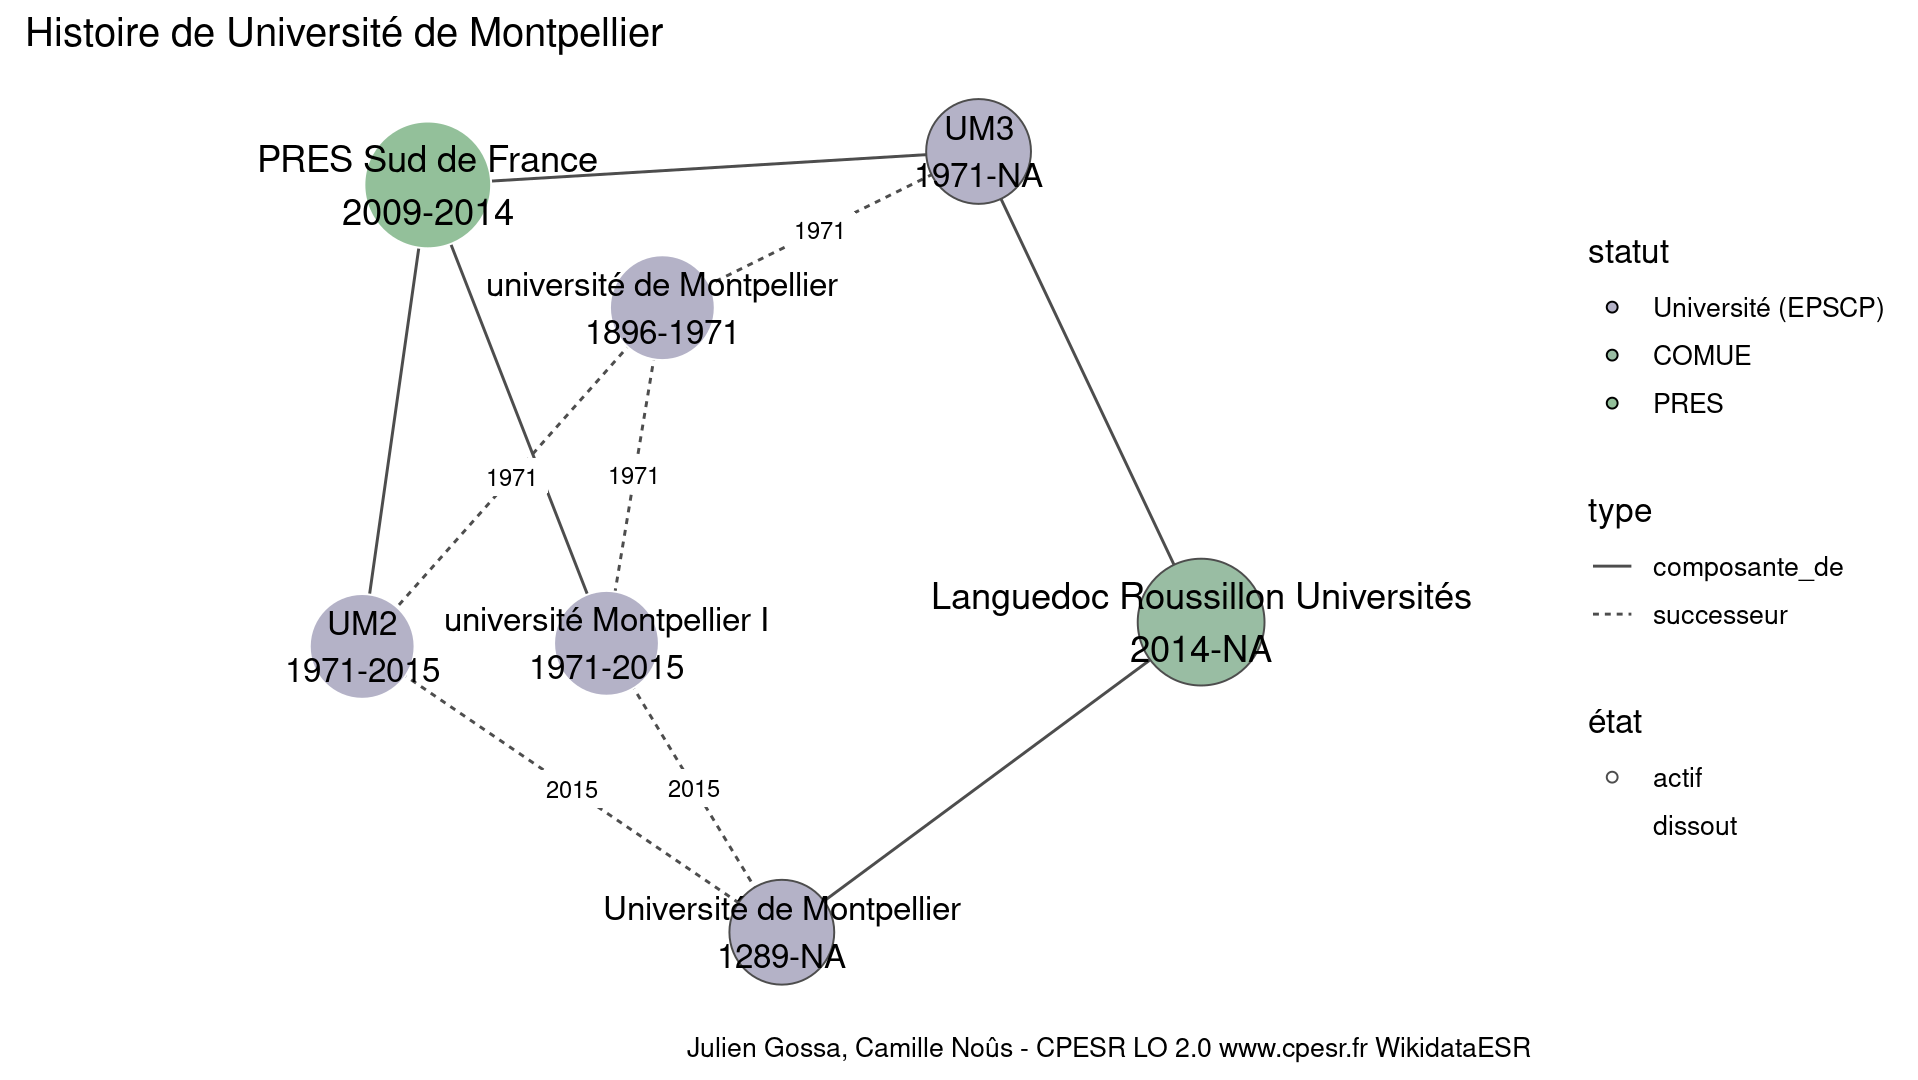 Histoire de Université de Montpellier
UM3
1971-NA
PRES Sud de France
2009-2014
1971
université de Montpellier
1896-1971
1971
1971
UM2
1971-2015
université Montpellier I
1971-2015
Languedoc Roussillon Universités
2014-NA
2015
2015
Université de Montpellier
1289-NA
statut
Université (EPSCP)
COMUE
PRES
type
composante_de
successeur
état
actif
dissout
Julien Gossa, Camille Noûs - CPESR LO 2.0 www.cpesr.fr WikidataESR